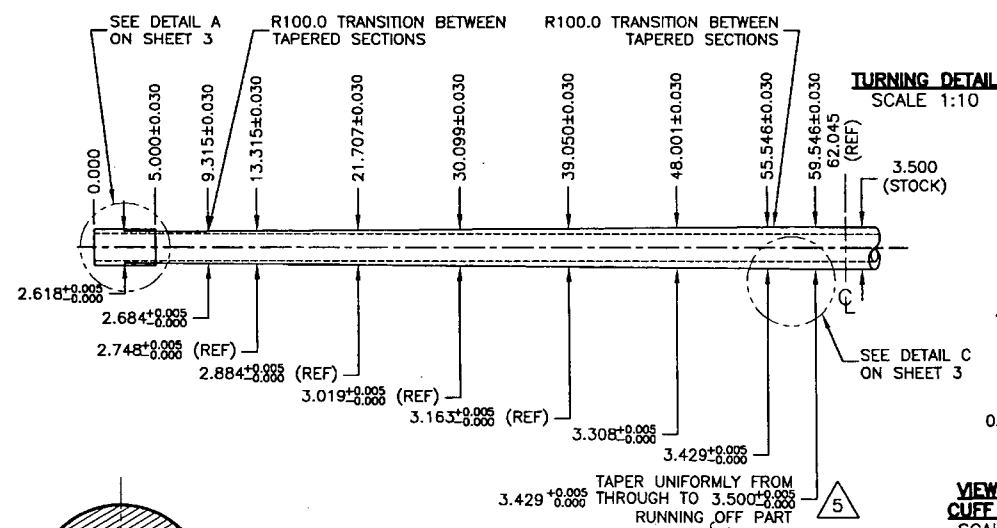 SEE DETAIL A
ON SHEET 3
R100.0 TRANSITION BETWEEN
TAPERED SECTIONS
R100.0 TRANSITION BETWEEN
TAPERED SECTIONS
TURNING DETAIL
SCALE 1:10
0.000
5.000±0.030
9.315±0.030
13.315±0.030
21.707±0.030
30.099±0.030
39.050±0.030
48.001±0.030
55.546±0.030
59.546±0.030
62.045
(REF)
3.500
(STOCK)
2.618+0.005-0.000
2.684+0.005-0.000
2.748+0.005-0.000 (REF)
2.884+0.005-0.000 (REF)
3.019+0.005-0.000 (REF)
3.163+0.005-0.000 (REF)
3.308+0.005-0.000
3.429+0.005-0.000
CL
SEE DETAIL C
ON SHEET 3
TAPER UNIFORMLY FROM
3.429 +0.005-0.000 THROUGH TO 3.500+0.005-0.000
RUNNING OFF PART
5
0.
VIEW
CUFF